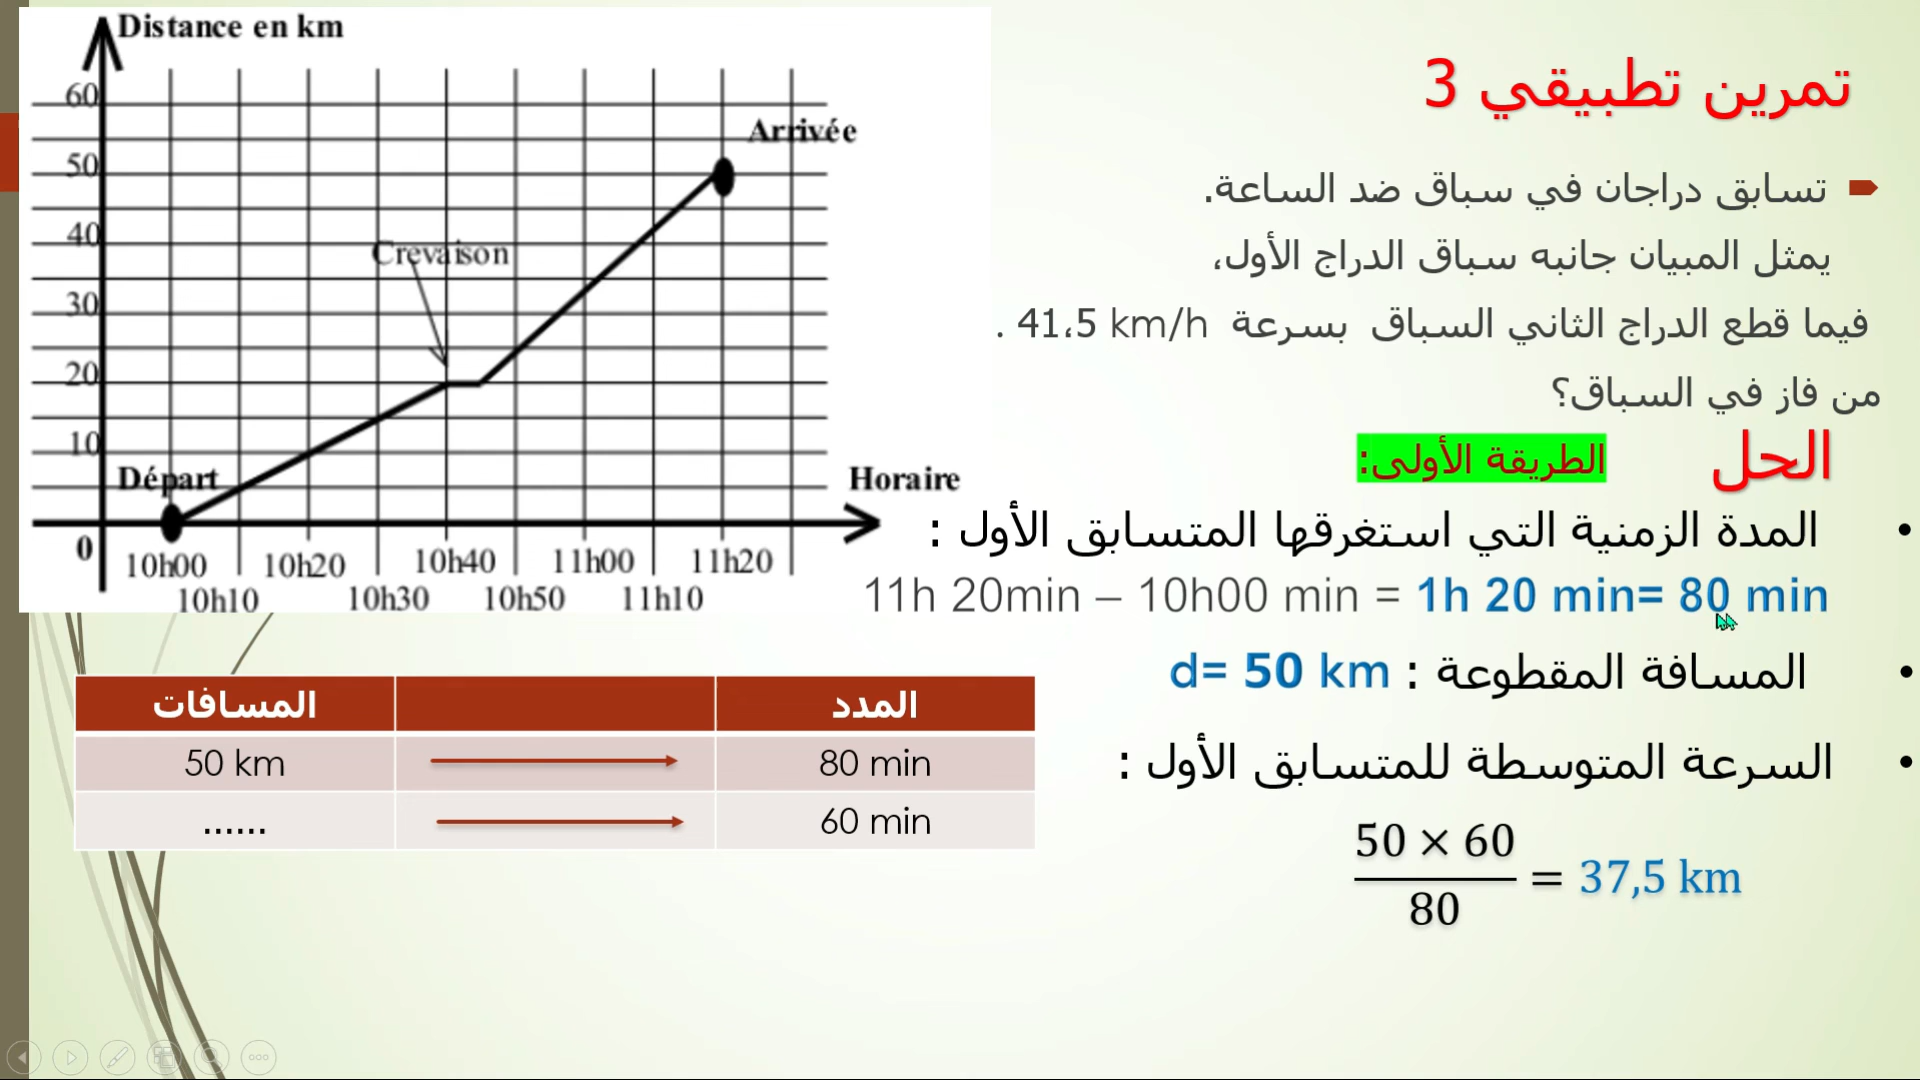 تمرين تطبيقي 3
تسابق دراجان في سباق ضد الساعة.
يمثل المبيان جانبه سباق الدراج الأول،
فيما قطع الدراج الثاني السباق بسرعة 41،5 km/h .
من فاز في السباق؟
الحل
الطريقة الأولى:
Distance en km
60
50
40
30
20
10
0
Arrivée
Crevaison
Départ
Horaire
10h00 10h20 10h40 11h00 11h20
10h10 10h30 10h50 11h10
• المدة الزمنية التي استغرقها المتسابق الأول :
11h 20min – 10h00 min = 1h 20 min= 80 min
• المسافة المقطوعة : d= 50 km
• السرعة المتوسطة للمتسابق الأول :
50 × 60
80
= 37,5 km
المسافات المدد
50 km 80 min
...... 60 min